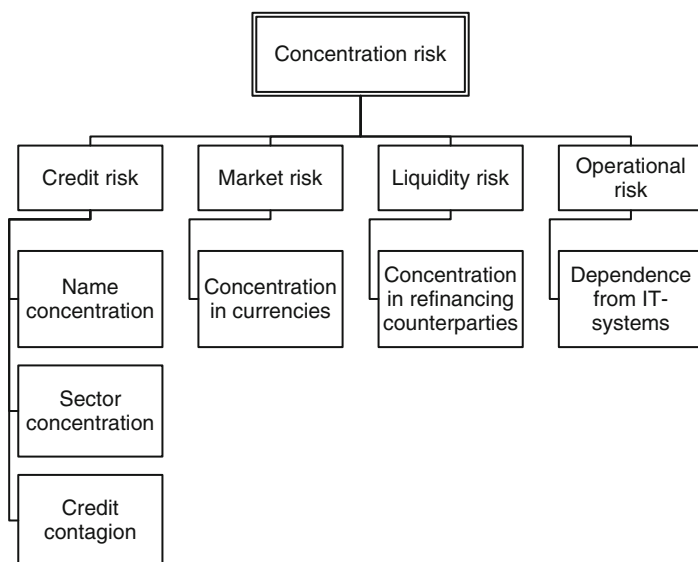 Concentration risk
Credit risk
Market risk
Liquidity risk
Operational
risk
Name
concentration
Concentration
in currencies
Concentration
in refinancing
counterparties
Dependence
from IT-
systems
Sector
concentration
Credit
contagion